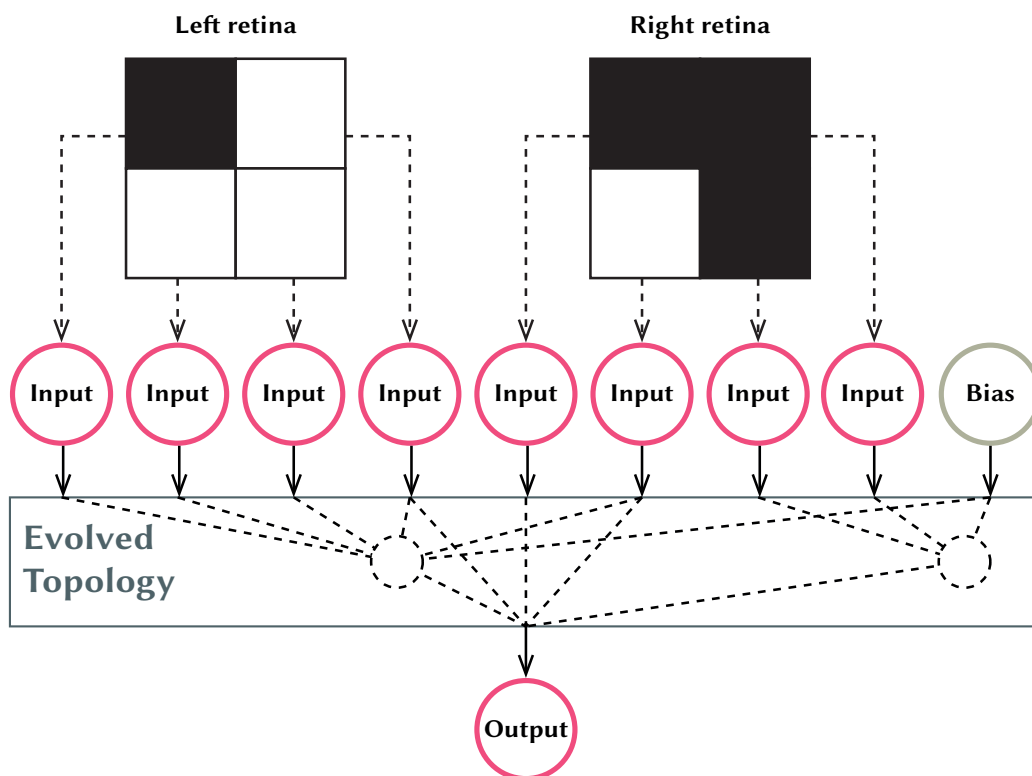 Left retina
Right retina
Input
Input
Input
Input
Input
Input
Input
Input
Bias
Evolved
Topology
Output